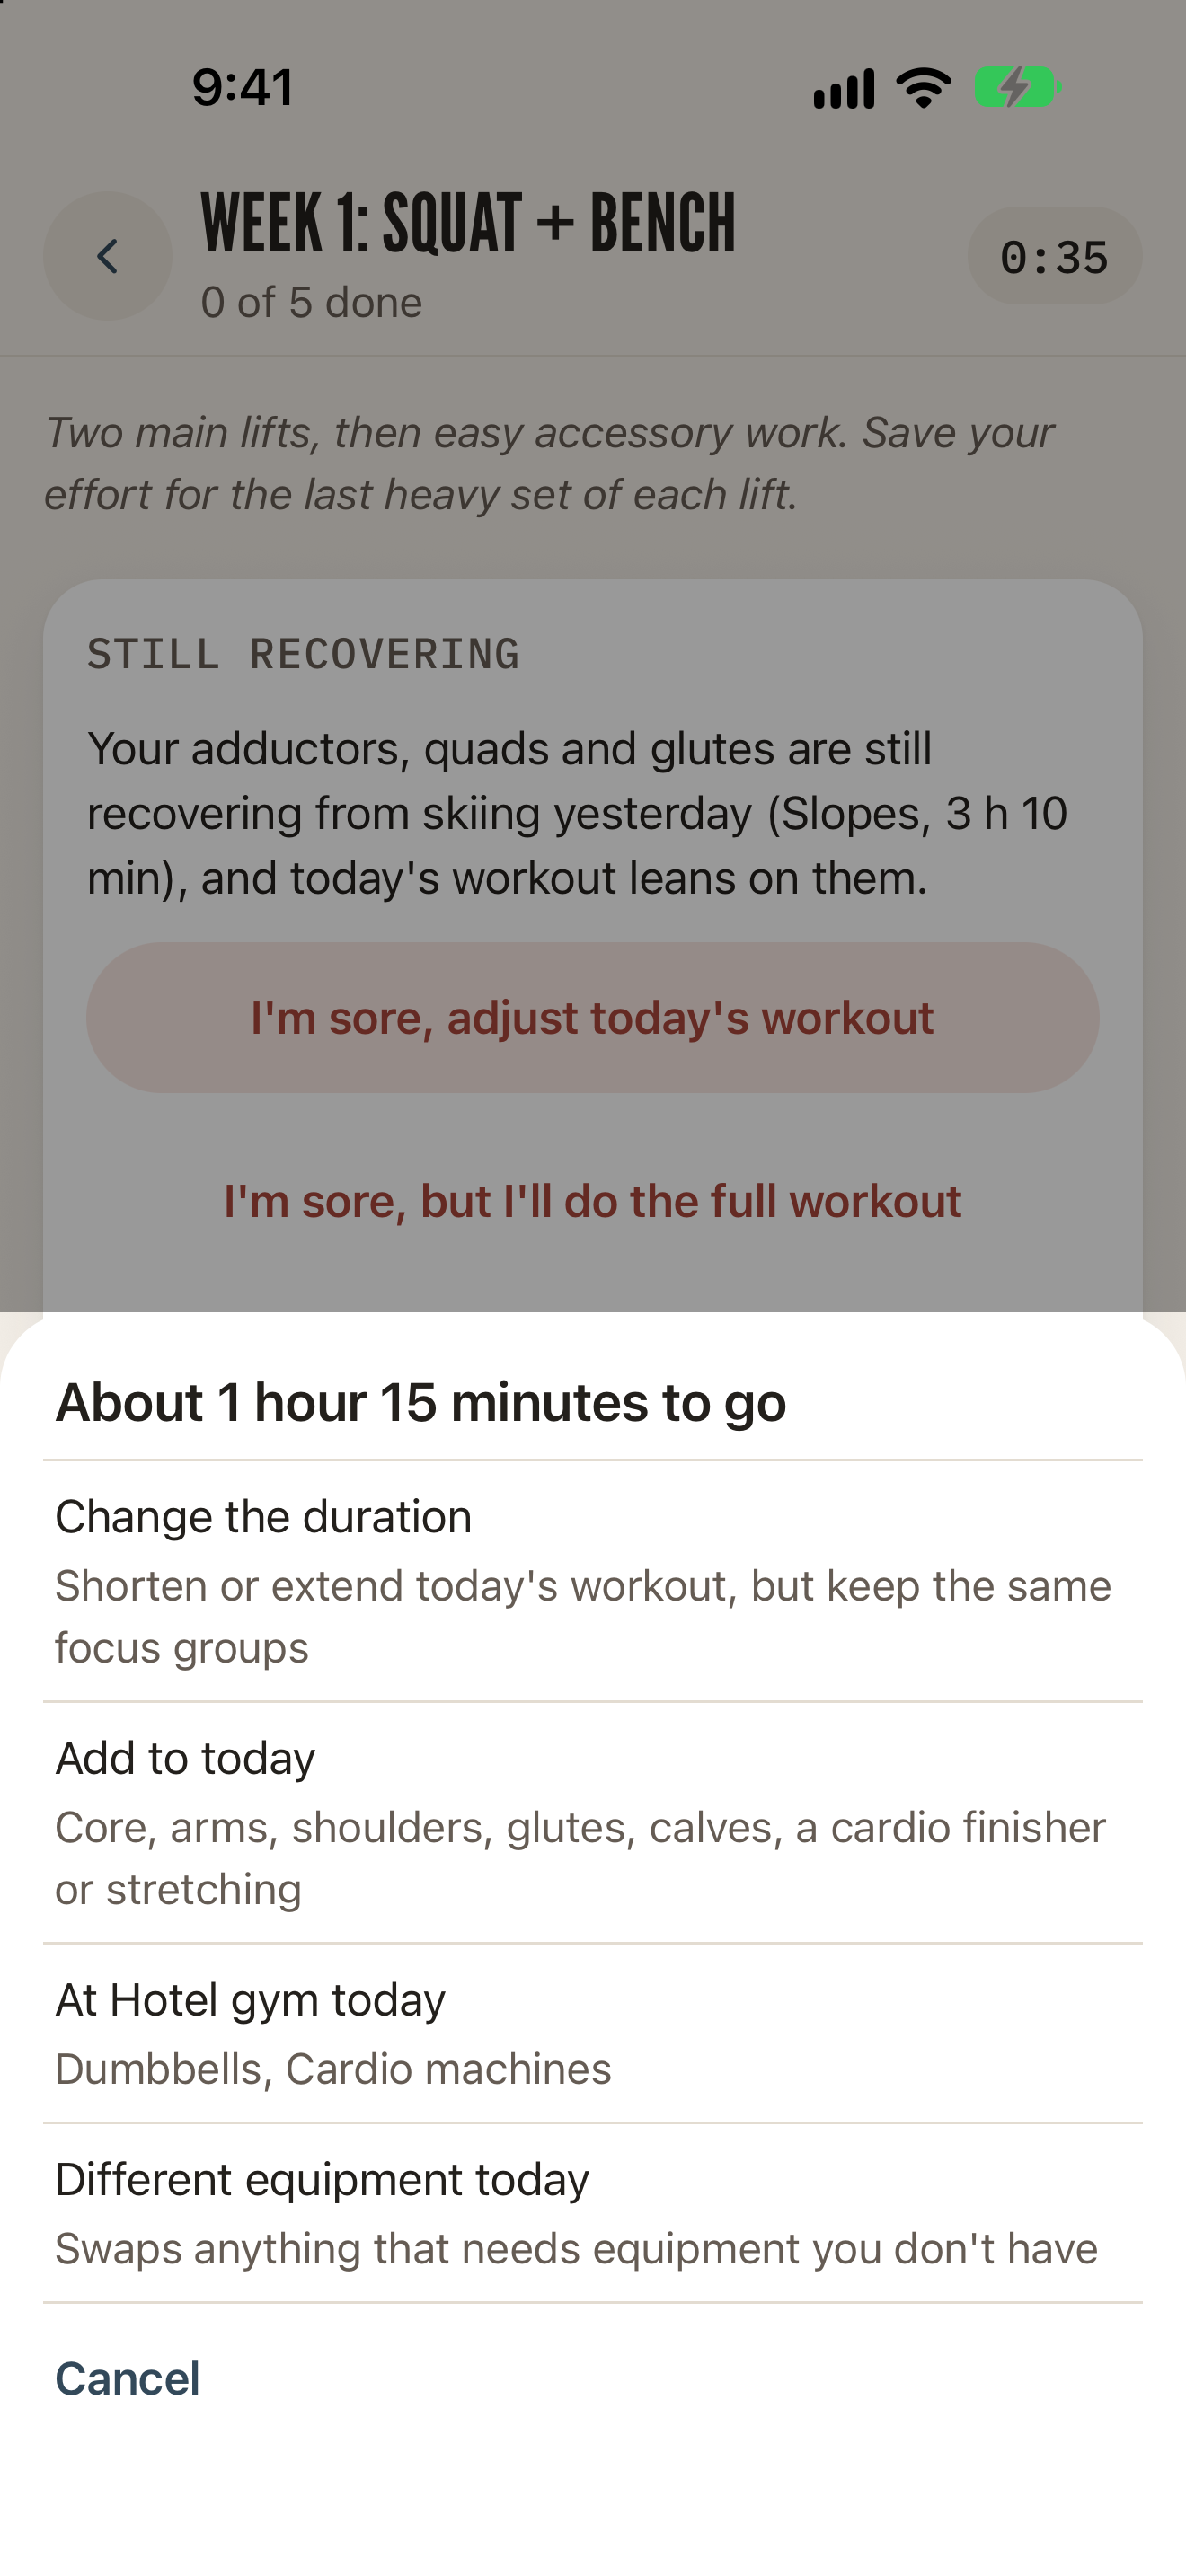 9:41
WEEK 1: SQUAT + BENCH
0 of 5 done
0:35
Two main lifts, then easy accessory work. Save your
effort for the last heavy set of each lift.
STILL RECOVERING
Your adductors, quads and glutes are still
recovering from skiing yesterday (Slopes, 3 h 10
min), and today's workout leans on them.
I'm sore, adjust today's workout
I'm sore, but I'll do the full workout
About 1 hour 15 minutes to go
Change the duration
Shorten or extend today's workout, but keep the same
focus groups
Add to today
Core, arms, shoulders, glutes, calves, a cardio finisher
or stretching
At Hotel gym today
Dumbbells, Cardio machines
Different equipment today
Swaps anything that needs equipment you don't have
Cancel